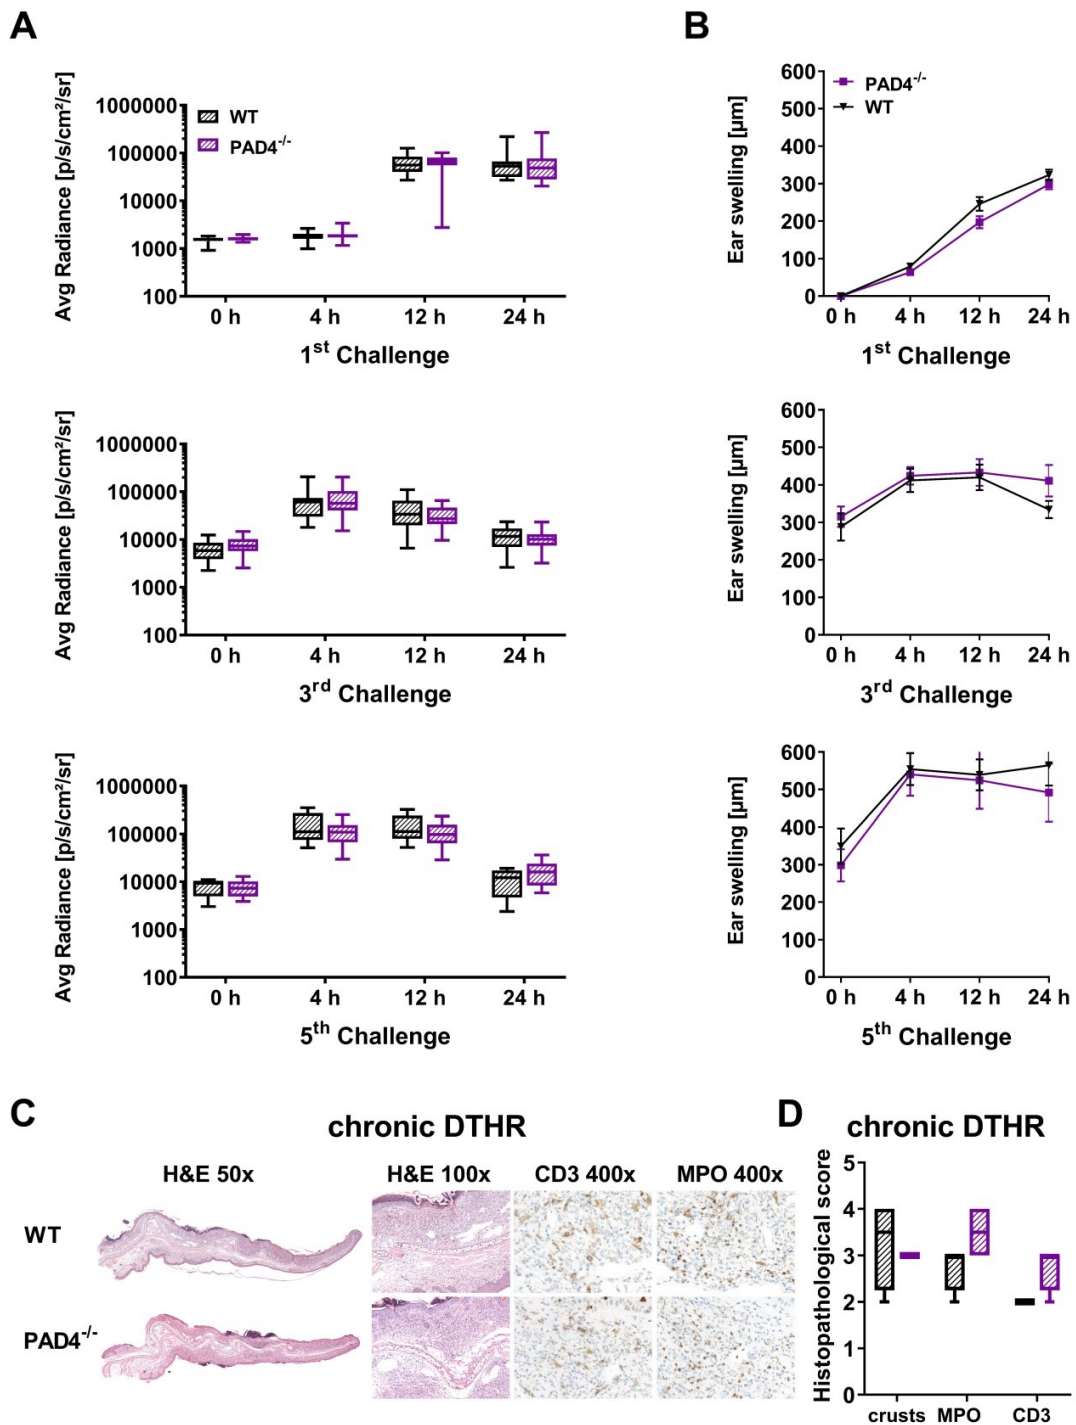 A
B
Avg Radiance [p/s/cm²/sr]
1000000
100000
10000
1000
100
WT
PAD4-/-
0 h 4 h 12 h 24 h
1st Challenge
Ear swelling [µm]
600
500
400
300
200
100
0
PAD4-/-
WT
0 h 4 h 12 h 24 h
1st Challenge
Avg Radiance [p/s/cm²/sr]
1000000
100000
10000
1000
100
0 h 4 h 12 h 24 h
3rd Challenge
Ear swelling [µm]
600
500
400
300
200
100
0
0 h 4 h 12 h 24 h
3rd Challenge
Avg Radiance [p/s/cm²/sr]
1000000
100000
10000
1000
100
0 h 4 h 12 h 24 h
5th Challenge
Ear swelling [µm]
600
500
400
300
200
100
0
0 h 4 h 12 h 24 h
5th Challenge
C
chronic DTHR
H&E 50x H&E 100x CD3 400x MPO 400x
WT
PAD4-/-
D
chronic DTHR
Histopathological score
5
4
3
2
1
0
crusts MPO CD3